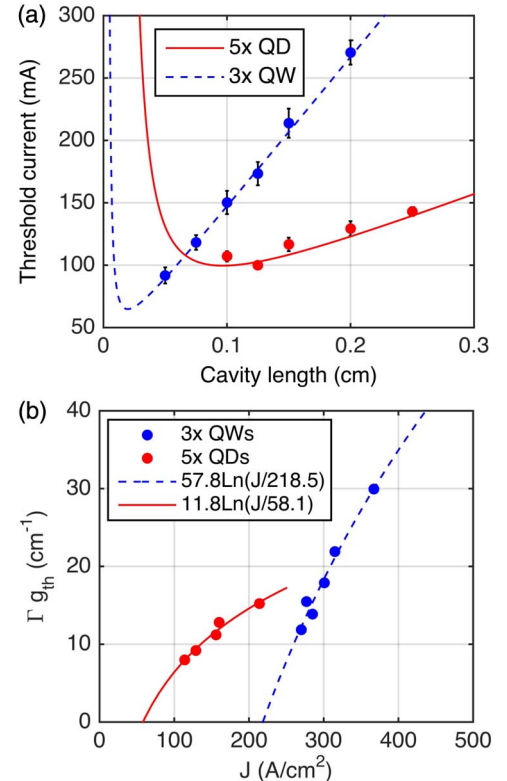 (a)
300
250
200
150
100
50
Threshold current (mA)
5x QD
3x QW
0
0.1
0.2
0.3
Cavity length (cm)
(b)
40
30
20
10
0
Γ gth (cm-1)
3x QWs
5x QDs
57.8Ln(J/218.5)
11.8Ln(J/58.1)
0
100
200
300
400
500
J (A/cm2)